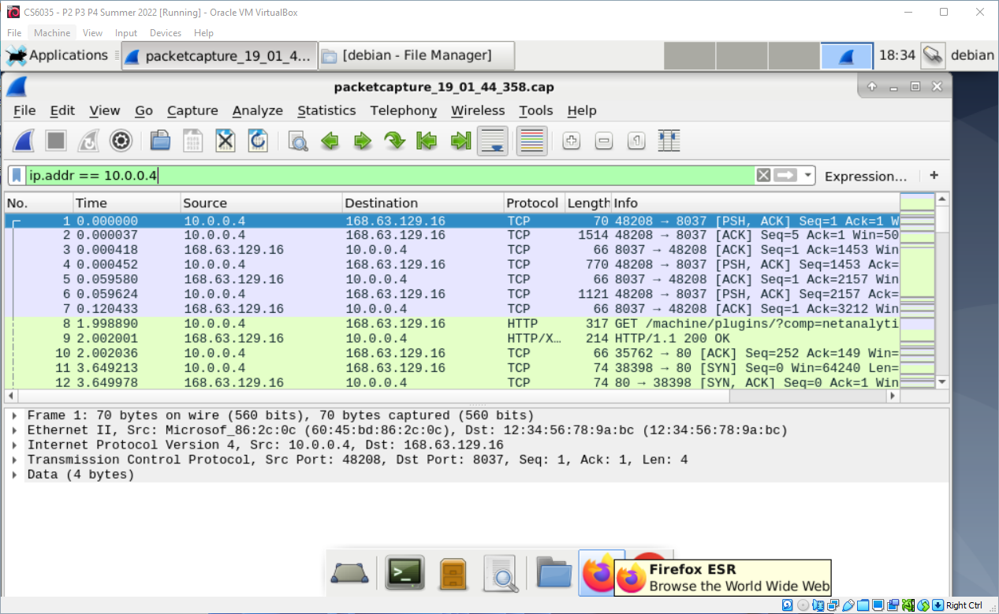 CS6035 - P2 P3 P4 Summer 2022 [Running] - Oracle VM VirtualBox
File Machine View Input Devices Help
Applications packetcapture_19_01_4... [debian - File Manager] 18:34 debian
packetcapture_19_01_44_358.cap
File Edit View Go Capture Analyze Statistics Telephony Wireless Tools Help
ip.addr == 10.0.0.4 Expression... +
No. Time Source Destination Protocol Length Info
1 0.000000 10.0.0.4 168.63.129.16 TCP 70 48208 → 8037 [PSH, ACK] Seq=1 Ack=1 W
2 0.000037 10.0.0.4 168.63.129.16 TCP 1514 48208 → 8037 [ACK] Seq=5 Ack=1 Win=50
3 0.000418 168.63.129.16 10.0.0.4 TCP 66 8037 → 48208 [ACK] Seq=1 Ack=1453 Win
4 0.000452 10.0.0.4 168.63.129.16 TCP 770 48208 → 8037 [PSH, ACK] Seq=1453 Ack=
5 0.059580 168.63.129.16 10.0.0.4 TCP 66 8037 → 48208 [ACK] Seq=1 Ack=2157 Win
6 0.059624 10.0.0.4 168.63.129.16 TCP 1121 48208 → 8037 [PSH, ACK] Seq=2157 Ack=
7 0.120433 168.63.129.16 10.0.0.4 TCP 66 8037 → 48208 [ACK] Seq=1 Ack=3212 Win
8 1.998890 10.0.0.4 168.63.129.16 HTTP 317 GET /machine/plugins/?comp=netanalyti
9 2.002001 168.63.129.16 10.0.0.4 HTTP/X... 214 HTTP/1.1 200 OK
10 2.002036 10.0.0.4 168.63.129.16 TCP 66 35762 → 80 [ACK] Seq=252 Ack=149 Win=
11 3.649213 10.0.0.4 168.63.129.16 TCP 74 38398 → 80 [SYN] Seq=0 Win=64240 Len=
12 3.649978 168.63.129.16 10.0.0.4 TCP 74 80 → 38398 [SYN, ACK] Seq=0 Ack=1 Win
Frame 1: 70 bytes on wire (560 bits), 70 bytes captured (560 bits)
Ethernet II, Src: Microsof_86:2c:0c (60:45:bd:86:2c:0c), Dst: 12:34:56:78:9a:bc (12:34:56:78:9a:bc)
Internet Protocol Version 4, Src: 10.0.0.4, Dst: 168.63.129.16
Transmission Control Protocol, Src Port: 48208, Dst Port: 8037, Seq: 1, Ack: 1, Len: 4
Data (4 bytes)
Firefox ESR
Browse the World Wide Web
Right Ctrl